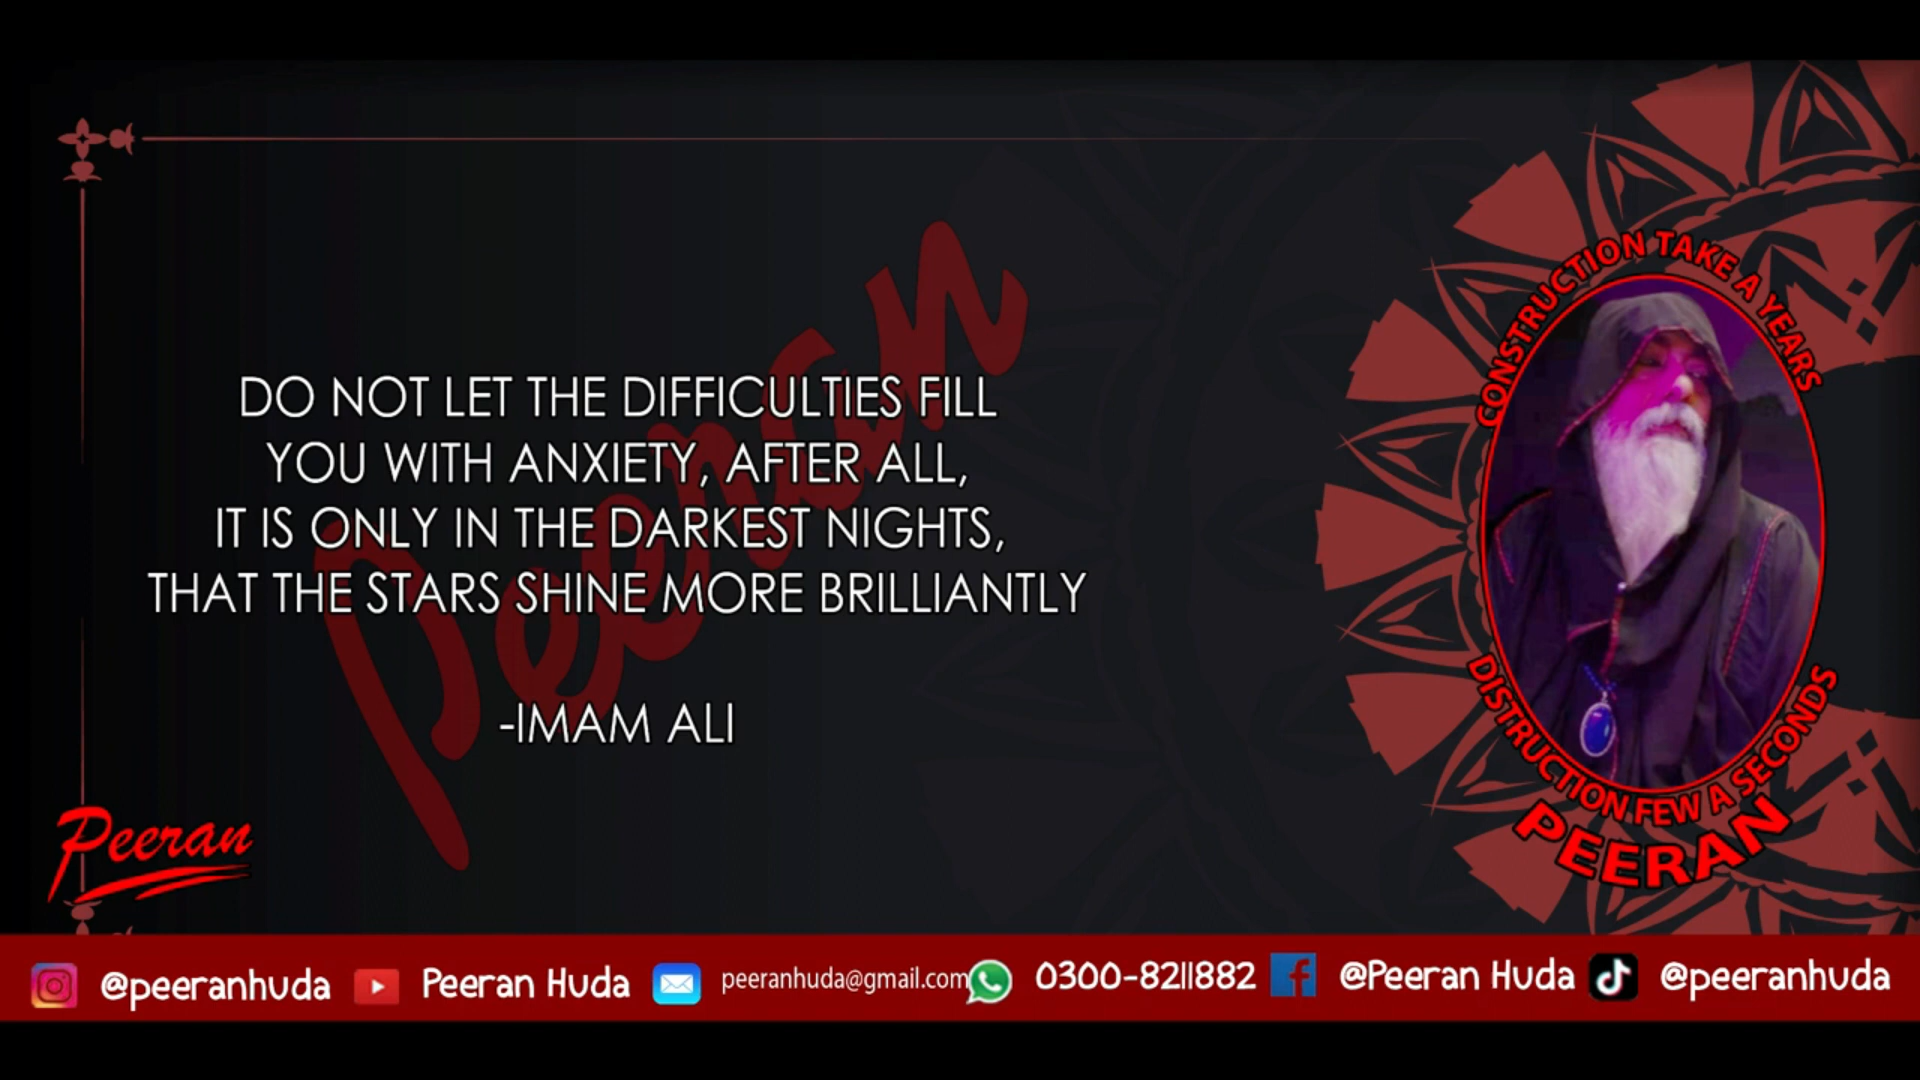 DO NOT LET THE DIFFICULTIES FILL
YOU WITH ANXIETY, AFTER ALL,
IT IS ONLY IN THE DARKEST NIGHTS,
THAT THE STARS SHINE MORE BRILLIANTLY
-IMAM ALI
Peeran
CONSTRUCTION TAKE A YEARS
DISTRUCTION FEW A SECONDS
PEERAN
Peeran
@peeranhuda Peeran Huda peeranhuda@gmail.com 0300-8211882 @Peeran Huda @peeranhuda